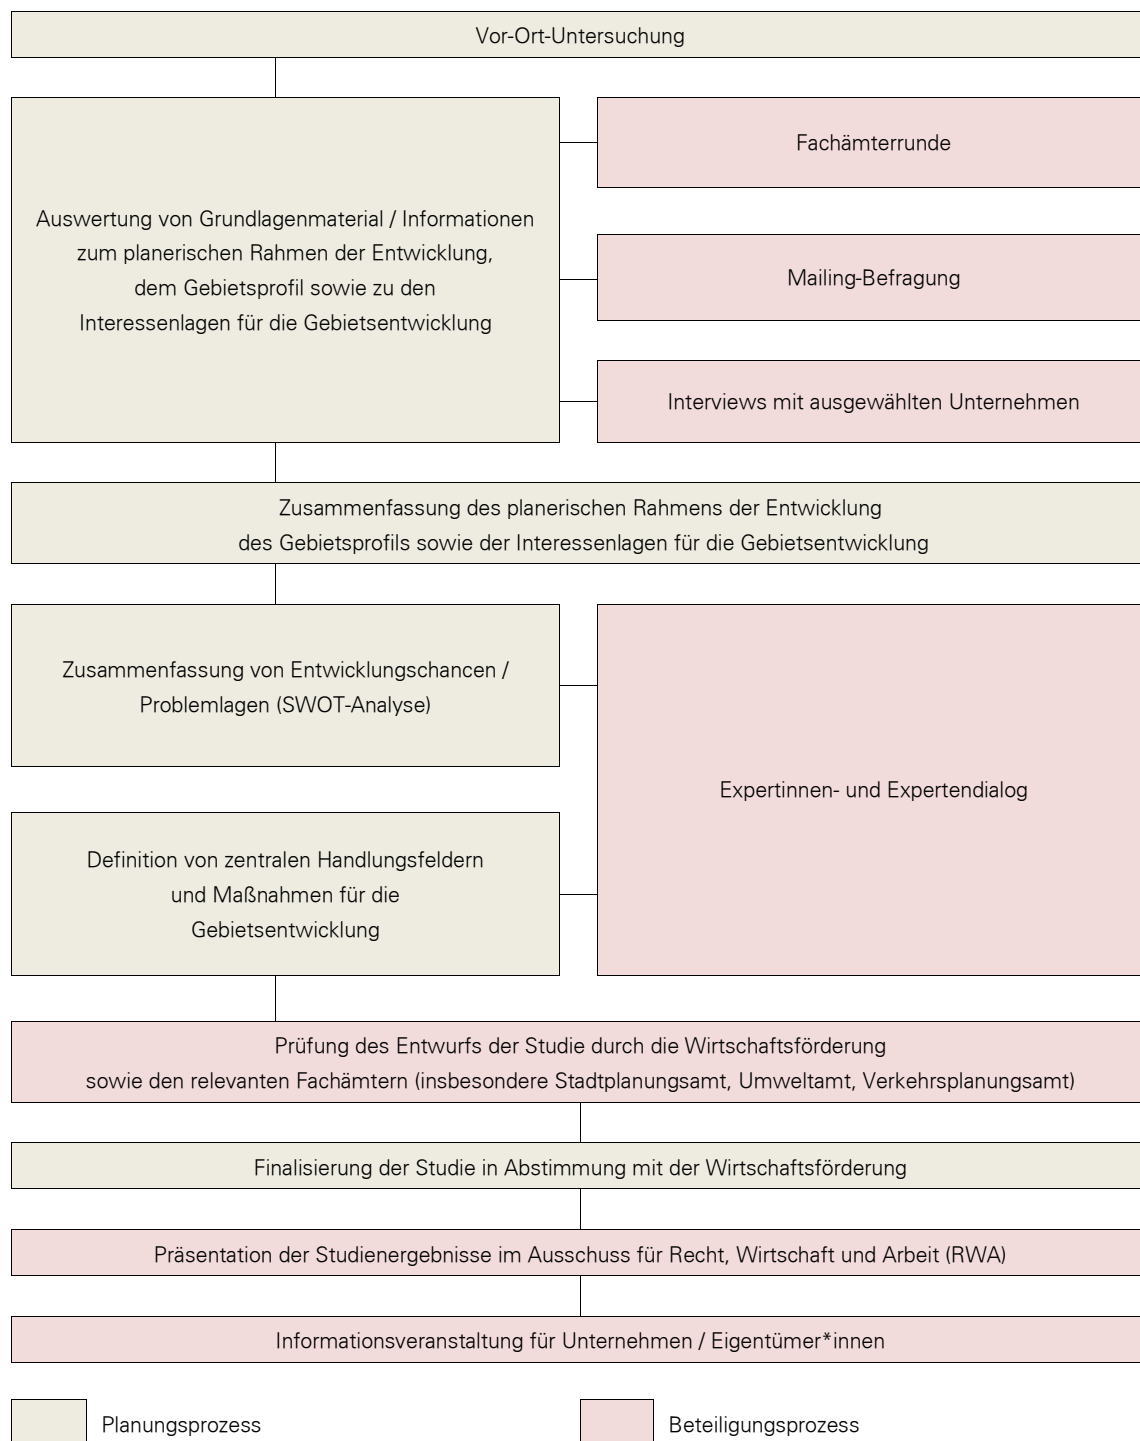 Vor-Ort-Untersuchung
Auswertung von Grundlagenmaterial / Informationen
zum planerischen Rahmen der Entwicklung,
dem Gebietsprofil sowie zu den
Interessenlagen für die Gebietsentwicklung
Fachämterrunde
Mailing-Befragung
Interviews mit ausgewählten Unternehmen
Zusammenfassung des planerischen Rahmens der Entwicklung
des Gebietsprofils sowie der Interessenlagen für die Gebietsentwicklung
Zusammenfassung von Entwicklungschancen /
Problemlagen (SWOT-Analyse)
Expertinnen- und Expertendialog
Definition von zentralen Handlungsfeldern
und Maßnahmen für die
Gebietsentwicklung
Prüfung des Entwurfs der Studie durch die Wirtschaftsförderung
sowie den relevanten Fachämtern (insbesondere Stadtplanungsamt, Umweltamt, Verkehrsplanungsamt)
Finalisierung der Studie in Abstimmung mit der Wirtschaftsförderung
Präsentation der Studienergebnisse im Ausschuss für Recht, Wirtschaft und Arbeit (RWA)
Informationsveranstaltung für Unternehmen / Eigentümer*innen
Planungsprozess
Beteiligungsprozess